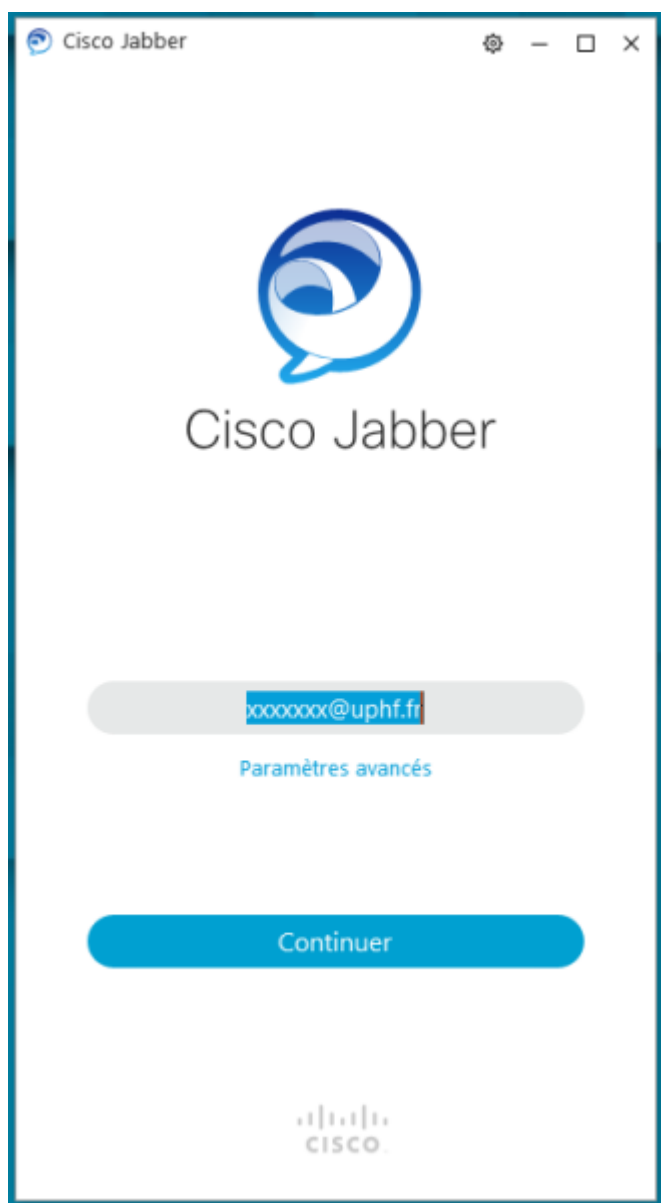 Cisco Jabber
Cisco Jabber
xxxxxxx@uphf.fr
Paramètres avancés
Continuer
CISCO